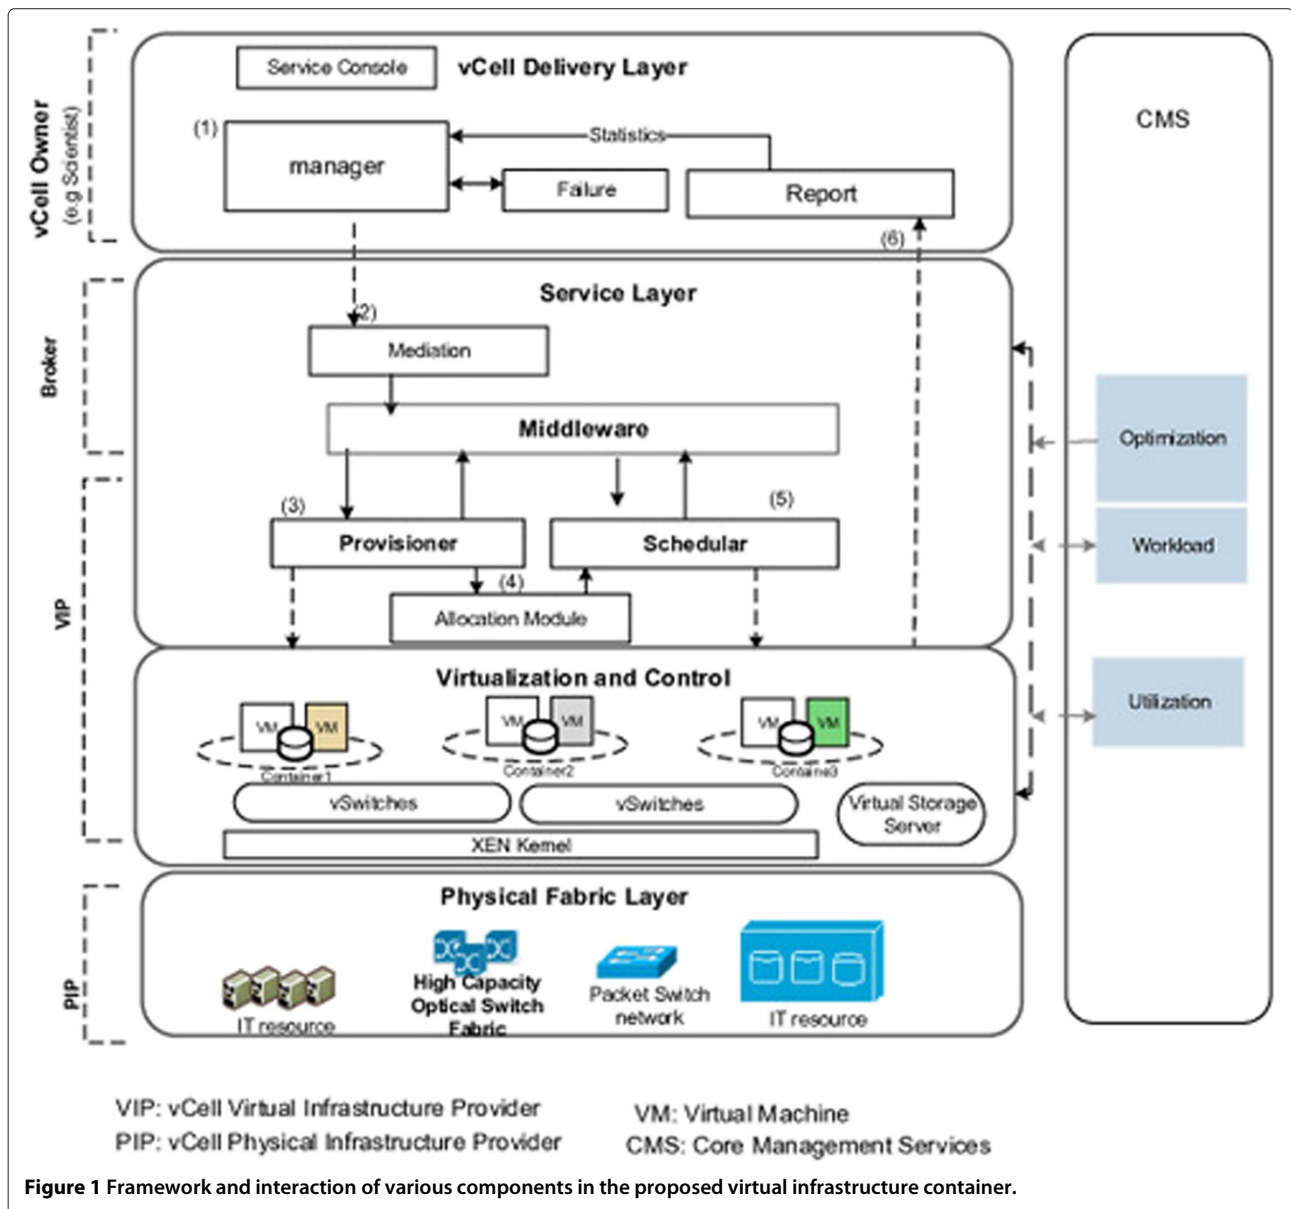 Service Console
vCell Delivery Layer
CMS
vCell Owner
(e.g Scientist)
(1)
manager
Statistics
Failure
Report
(6)
Service Layer
(2)
Broker
Mediation
Middleware
Optimization
(3)
(5)
Provisioner
Schedular
Workload
(4)
Allocation Module
VIP
Virtualization and Control
VM
VM
VM
VM
VM
VM
Container1
Container2
Containe3
Utilization
vSwitches
vSwitches
Virtual Storage
Server
XEN Kernel
Physical Fabric Layer
PIP
IT resource
High Capacity
Optical Switch
Fabric
Packet Switch
network
IT resource
VIP: vCell Virtual Infrastructure Provider
VM: Virtual Machine
PIP: vCell Physical Infrastructure Provider
CMS: Core Management Services
Figure 1 Framework and interaction of various components in the proposed virtual infrastructure container.